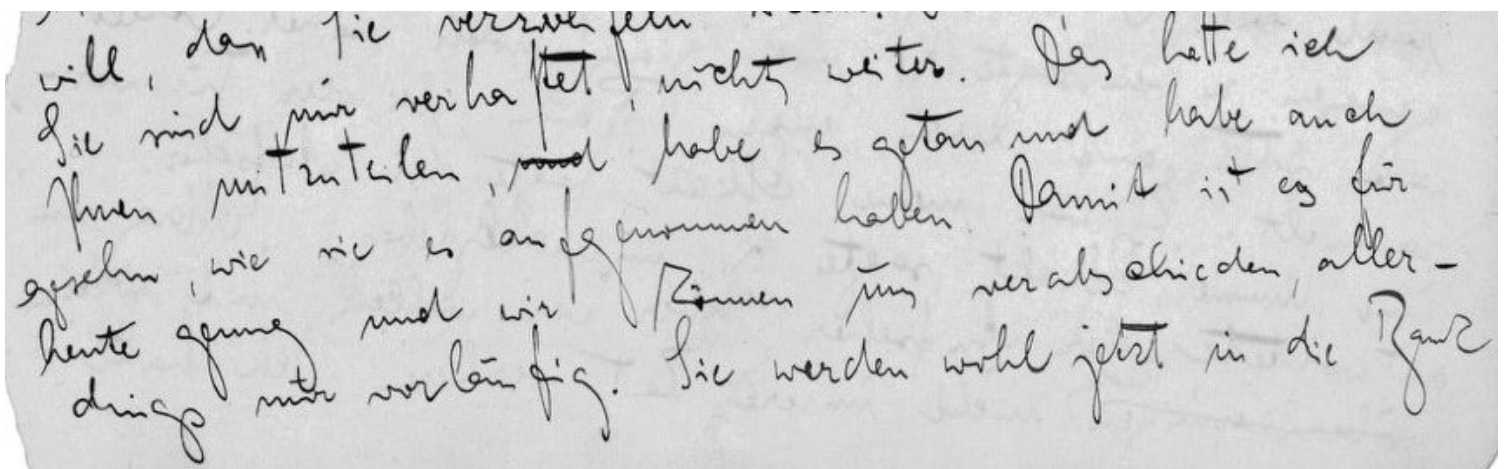 will, dass Sie verzweifeln
Sie sind nur verhaftet, nichts weiter. Das hatte ich
Ihnen mitzuteilen, und habe es getan und habe auch
gesehn, wie sie es aufgenommen haben. Damit ist es für
heute genug und wir können uns verabschieden, aller-
dings nur vorläufig. Sie werden wohl jetzt in die Bank